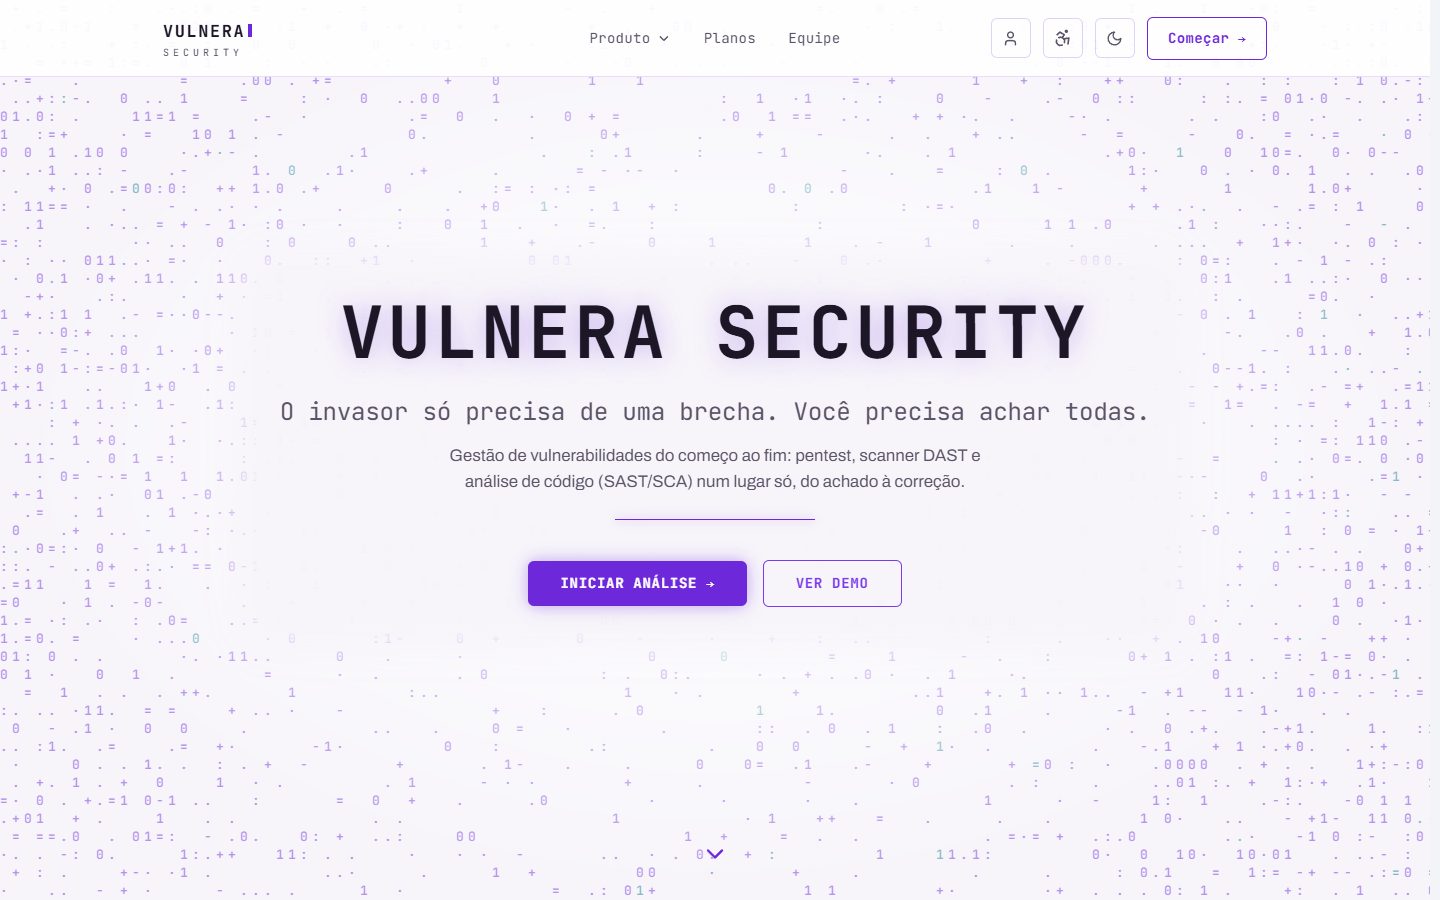 VULNERA
SECURITY
Produto
Planos
Equipe
Começar →
VULNERA SECURITY
O invasor só precisa de uma brecha. Você precisa achar todas.
Gestão de vulnerabilidades do começo ao fim: pentest, scanner DAST e
análise de código (SAST/SCA) num lugar só, do achado à correção.
INICIAR ANÁLISE →
VER DEMO